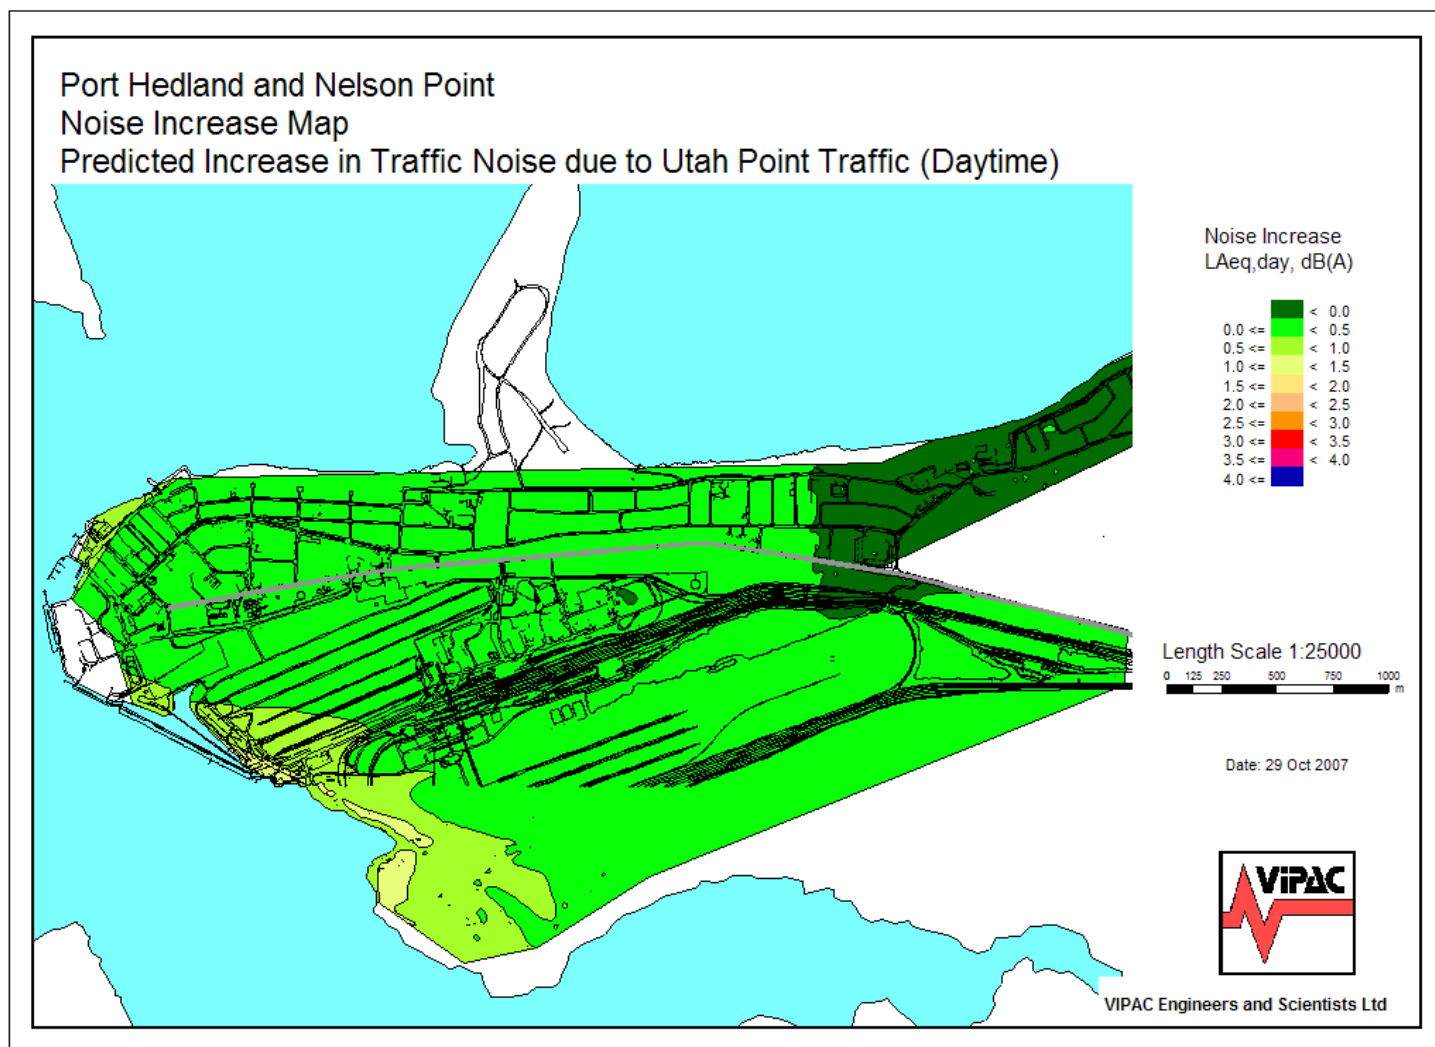 Port Hedland and Nelson Point
Noise Increase Map
Predicted Increase in Traffic Noise due to Utah Point Traffic (Daytime)
Noise Increase
LAeq,day, dB(A)
< 0.0
0.0 <= < 0.5
0.5 <= < 1.0
1.0 <= < 1.5
1.5 <= < 2.0
2.0 <= < 2.5
2.5 <= < 3.0
3.0 <= < 3.5
3.5 <= < 4.0
4.0 <=
Length Scale 1:25000
0 125 250 500 750 1000
m
Date: 29 Oct 2007
ViPAC
VIPAC Engineers and Scientists Ltd